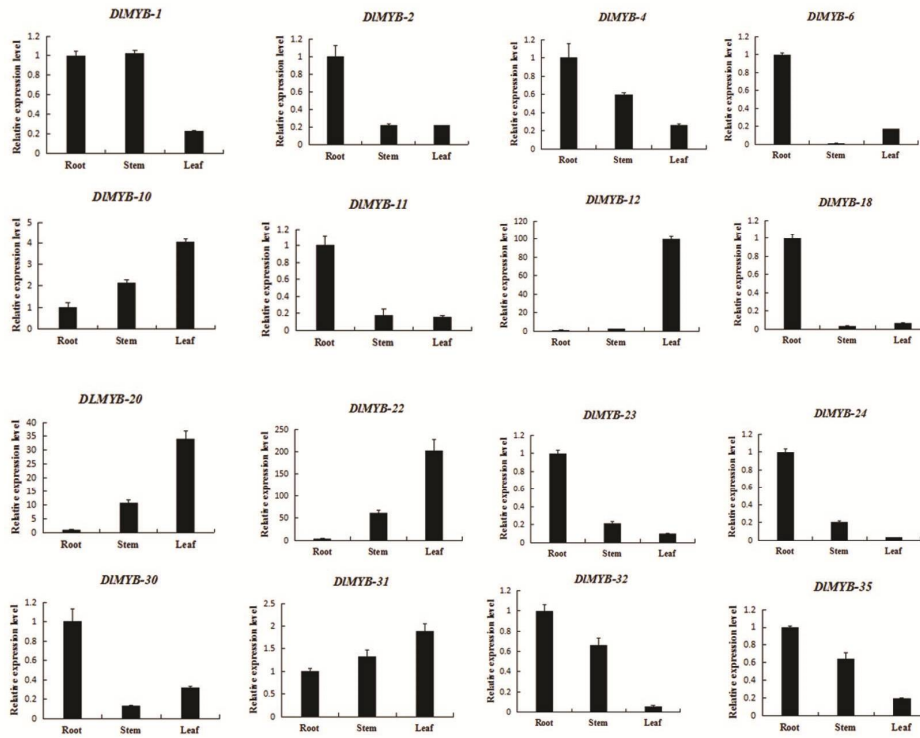 DlMYB-1
Relative expression level
1.2
1
0.8
0.6
0.4
0.2
0
Root Stem Leaf
DlMYB-2
Relative expression level
1.2
1
0.8
0.6
0.4
0.2
0
Root Stem Leaf
DlMYB-4
Relative expression level
1.2
1
0.8
0.6
0.4
0.2
0
Root Stem Leaf
DlMYB-6
Relative expression level
1.2
1
0.8
0.6
0.4
0.2
0
Root Stem Leaf
DlMYB-10
Relative expression level
5
4
3
2
1
0
Root Stem Leaf
DlMYB-11
Relative expression level
1.2
1
0.8
0.6
0.4
0.2
0
Root Stem Leaf
DlMYB-12
Relative expression level
120
100
80
60
40
20
0
Root Stem Leaf
DlMYB-18
Relative expression level
1.2
1
0.8
0.6
0.4
0.2
0
Root Stem Leaf
DLMYB-20
Relative expression level
40
35
30
25
20
15
10
5
0
Root Stem Leaf
DlMYB-22
Relative expression level
250
200
150
100
50
0
Root Stem Leaf
DlMYB-23
Relative expression level
1.2
1
0.8
0.6
0.4
0.2
0
Root Stem Leaf
DlMYB-24
Relative expression level
1.2
1
0.8
0.6
0.4
0.2
0
Root Stem Leaf
DlMYB-30
Relative expression level
1.2
1
0.8
0.6
0.4
0.2
0
Root Stem Leaf
DlMYB-31
Relative expression level
2.5
2
1.5
1
0.5
0
Root Stem Leaf
DlMYB-32
Relative expression level
1.2
1
0.8
0.6
0.4
0.2
0
Root Stem Leaf
DlMYB-35
Relative expression level
1.2
1
0.8
0.6
0.4
0.2
0
Root Stem Leaf